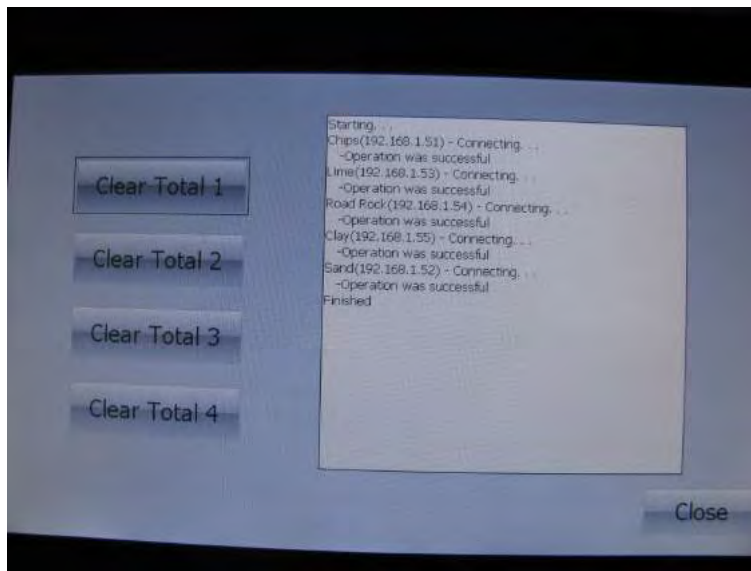 Clear Total 1
Clear Total 2
Clear Total 3
Clear Total 4
Starting. . .
Chips(192.168.1.51) - Connecting. . .
-Operation was successful
Lime(192.168.1.53) - Connecting. . .
-Operation was successful
Road Rock(192.168.1.54) - Connecting. . .
-Operation was successful
Clay(192.168.1.55) - Connecting. . .
-Operation was successful
Sand(192.168.1.52) - Connecting. . .
-Operation was successful
Finished
Close